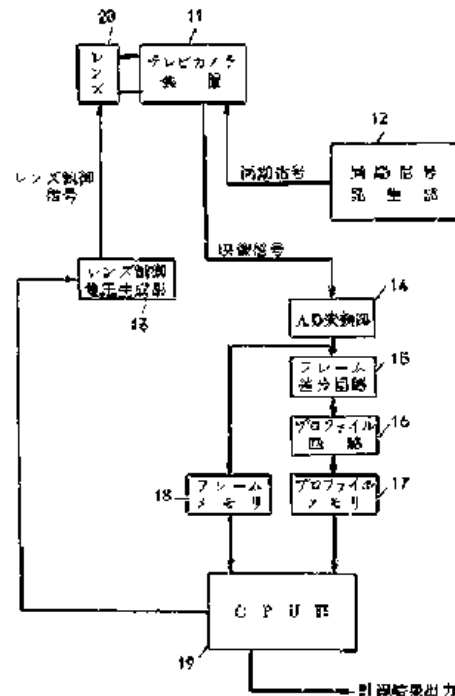 20
11
レンズ
テレビカメラ
装置
12
同期信号
発生部
レンズ制御
信号
同期信号
映像信号
レンズ制御
電圧生成部
13
14
AD変換部
15
フレーム
差分回路
16
プロファイル
回路
18
フレーム
メモリ
プロファイル
メモリ
17
CPU部
19
計測結果出力